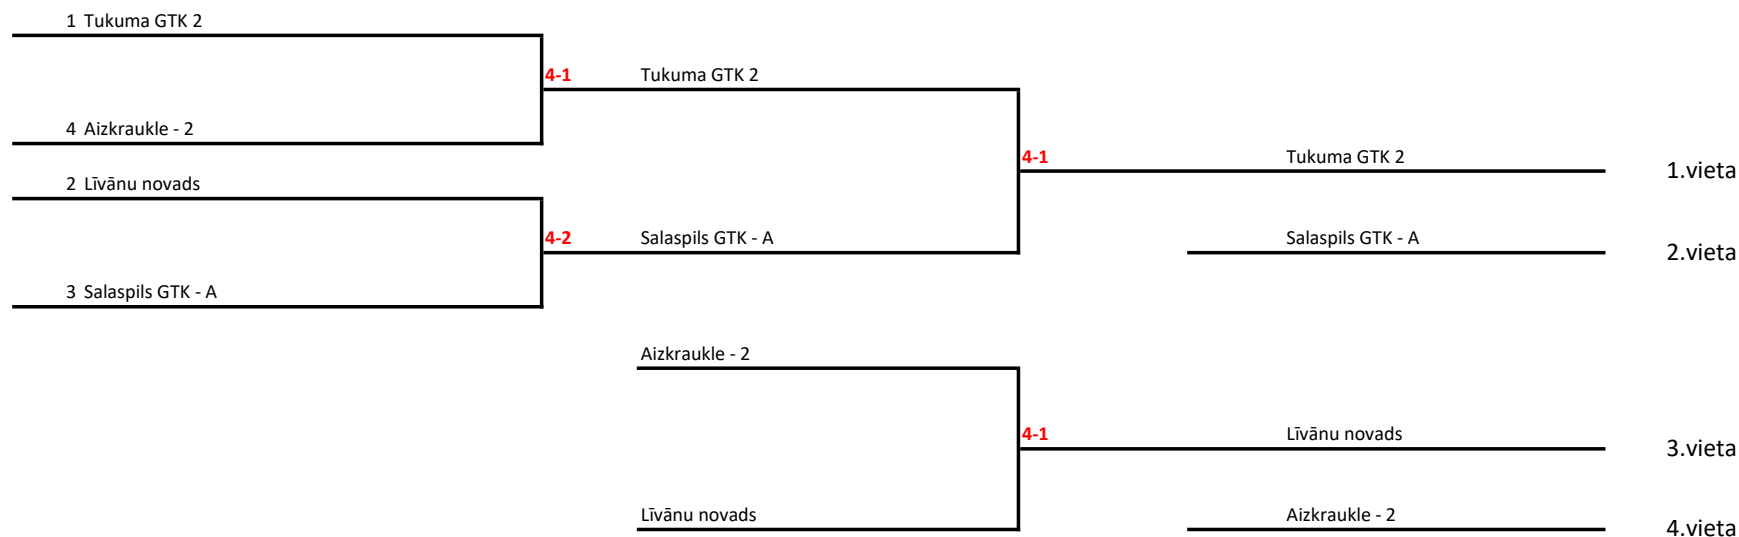 1 Tukuma GTK 2
4-1 Tukuma GTK 2
4 Aizkraukle - 2
4-1 Tukuma GTK 2 1.vieta
2 Līvānu novads
4-2 Salaspils GTK - A Salaspils GTK - A 2.vieta
3 Salaspils GTK - A
Aizkraukle - 2
4-1 Līvānu novads 3.vieta
Līvānu novads Aizkraukle - 2 4.vieta